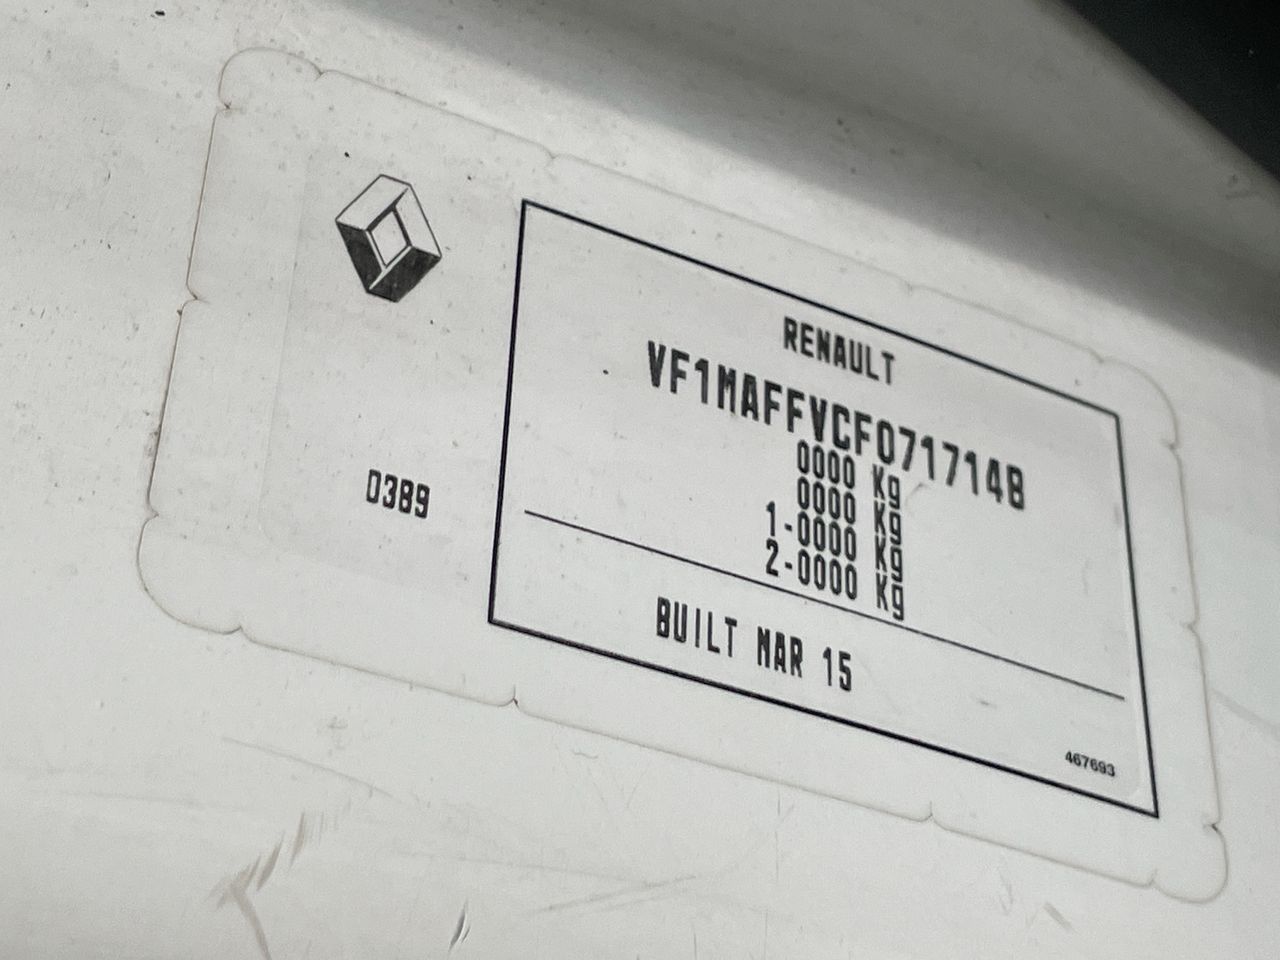 RENAULT
VF1MAFFVCF0717148
0000 Kg
0000 Kg
1-0000 Kg
2-0000 Kg
0389
BUILT MAR 15
467693